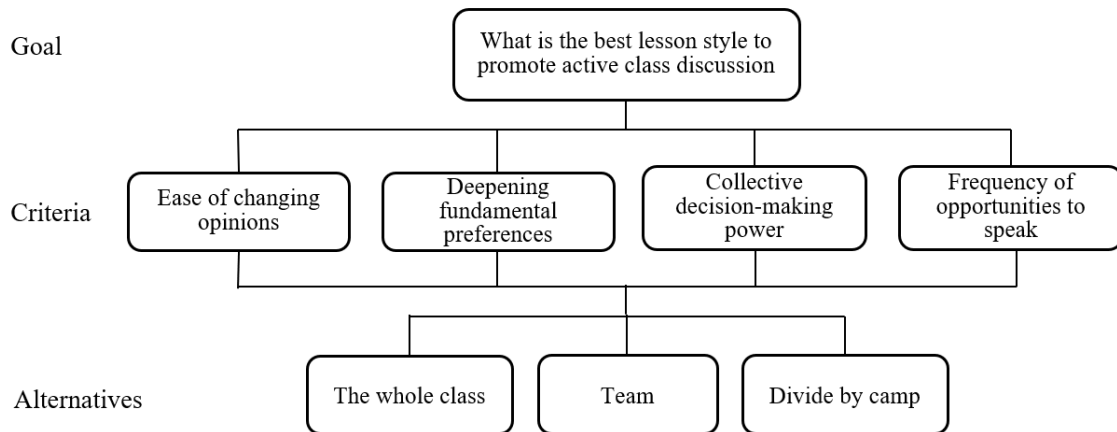 Goal
What is the best lesson style to
promote active class discussion
Criteria
Ease of changing
opinions
Deepening
fundamental
preferences
Collective
decision-making
power
Frequency of
opportunities to
speak
Alternatives
The whole class
Team
Divide by camp